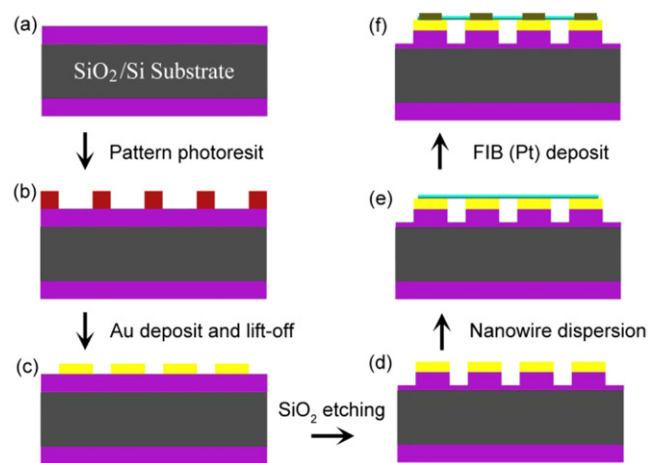 (a)
SiO₂/Si Substrate
Pattern photoresit
(b)
Au deposit and lift-off
(c)
SiO₂ etching
(d)
Nanowire dispersion
(e)
FIB (Pt) deposit
(f)